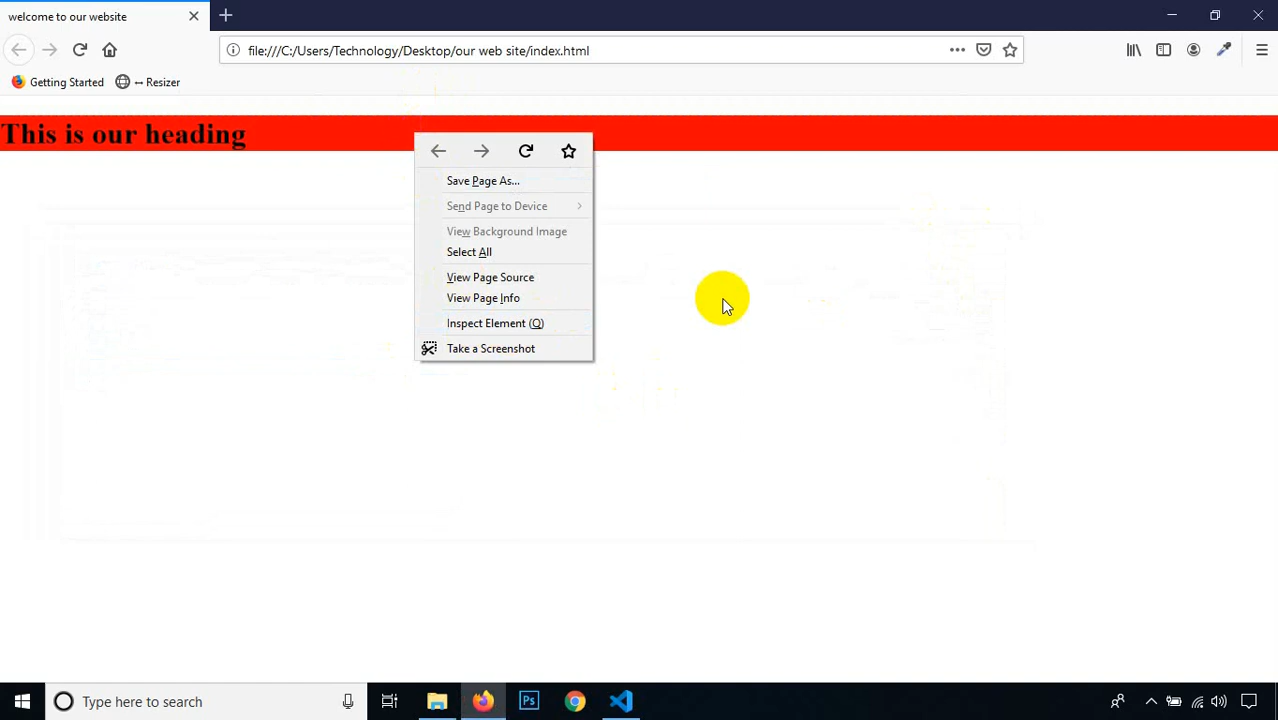 welcome to our website
file:///C:/Users/Technology/Desktop/our web site/index.html
Getting Started
↔ Resizer
This is our heading
Save Page As...
Send Page to Device
View Background Image
Select All
View Page Source
View Page Info
Inspect Element (Q)
Take a Screenshot
Type here to search
Ps